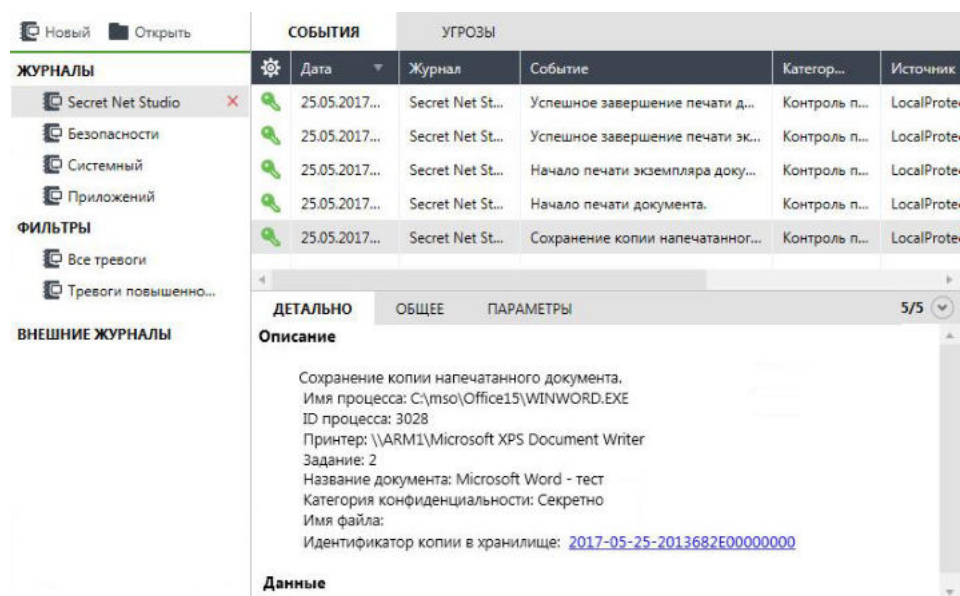 Новый Открыть
СОБЫТИЯ УГРОЗЫ
ЖУРНАЛЫ
Secret Net Studio
Безопасности
Системный
Приложений
ФИЛЬТРЫ
Все тревоги
Тревоги повышенно...
ВНЕШНИЕ ЖУРНАЛЫ
Дата Журнал Событие Категор... Источник
25.05.2017... Secret Net St... Успешное завершение печати д... Контроль п... LocalProte
25.05.2017... Secret Net St... Успешное завершение печати эк... Контроль п... LocalProte
25.05.2017... Secret Net St... Начало печати экземпляра доку... Контроль п... LocalProte
25.05.2017... Secret Net St... Начало печати документа. Контроль п... LocalProte
25.05.2017... Secret Net St... Сохранение копии напечатанног... Контроль п... LocalProte
ДЕТАЛЬНО ОБЩЕЕ ПАРАМЕТРЫ 5/5
Описание
Сохранение копии напечатанного документа.
Имя процесса: C:\mso\Office15\WINWORD.EXE
ID процесса: 3028
Принтер: \\ARM1\Microsoft XPS Document Writer
Задание: 2
Название документа: Microsoft Word - тест
Категория конфиденциальности: Секретно
Имя файла:
Идентификатор копии в хранилище: 2017-05-25-2013682E00000000
Данные